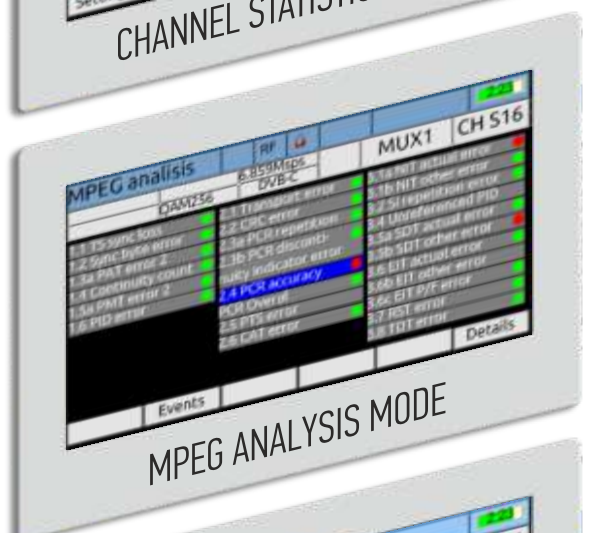 CHANNEL
2:23
MPEG analisis
RF
MUX1
CH S16
QAM256
6.859Msps
DVB-C
1.1 TS sync loss
1.2 Sync byte error
1.3a PAT error 2
1.4 Continuity count
1.5a PMT error 2
1.6 PID error
2.1 Transport error
2.2 CRC error
2.3a PCR repetition
2.3b PCR disconti-
nuity indicator error
2.4 PCR accuracy
PCR Overal
2.5 PTS error
2.6 CAT error
3.1a NIT actual error
3.1b NIT other error
3.2 SI repetition error
3.4 Unreferenced PID
3.5a SDT actual error
3.5b SDT other error
3.6a EIT actual error
3.6b EIT other error
3.6c EIT P/F error
3.7 RST error
3.8 TDT error
Events
Details
MPEG ANALYSIS MODE
2:23